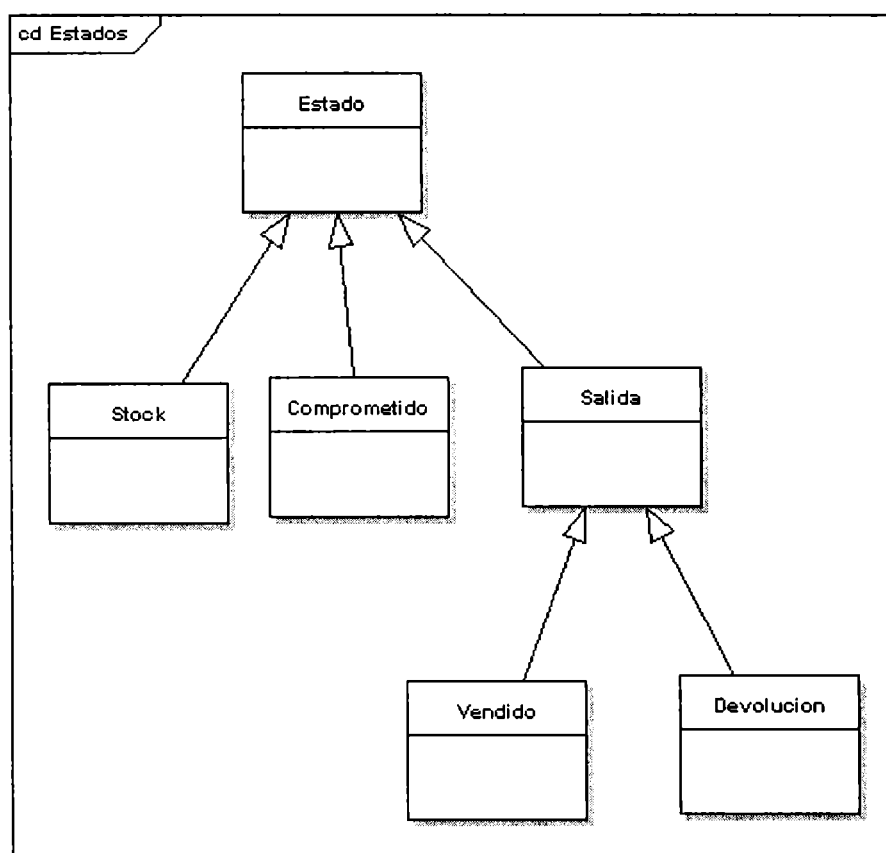 cd Estados
Estado
Stock
Comprometido
Salida
Vendido
Devolucion